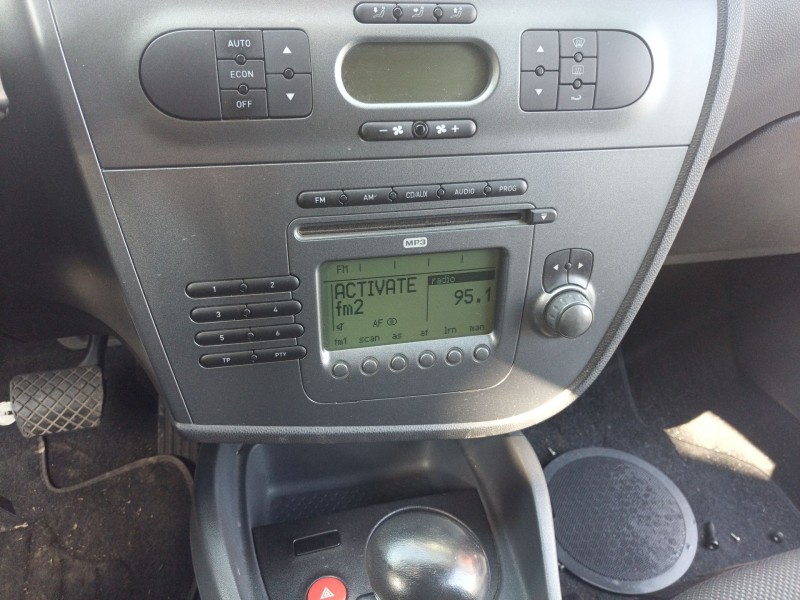 AUTO
ECON
OFF
- +
FM AM CD/AUX AUDIO PROG
MP3
1 2
3 4
5 6
TP PTY
FM
ACTIVATE radio
fm2 95.1
AF
fm1 scan as af lrn man